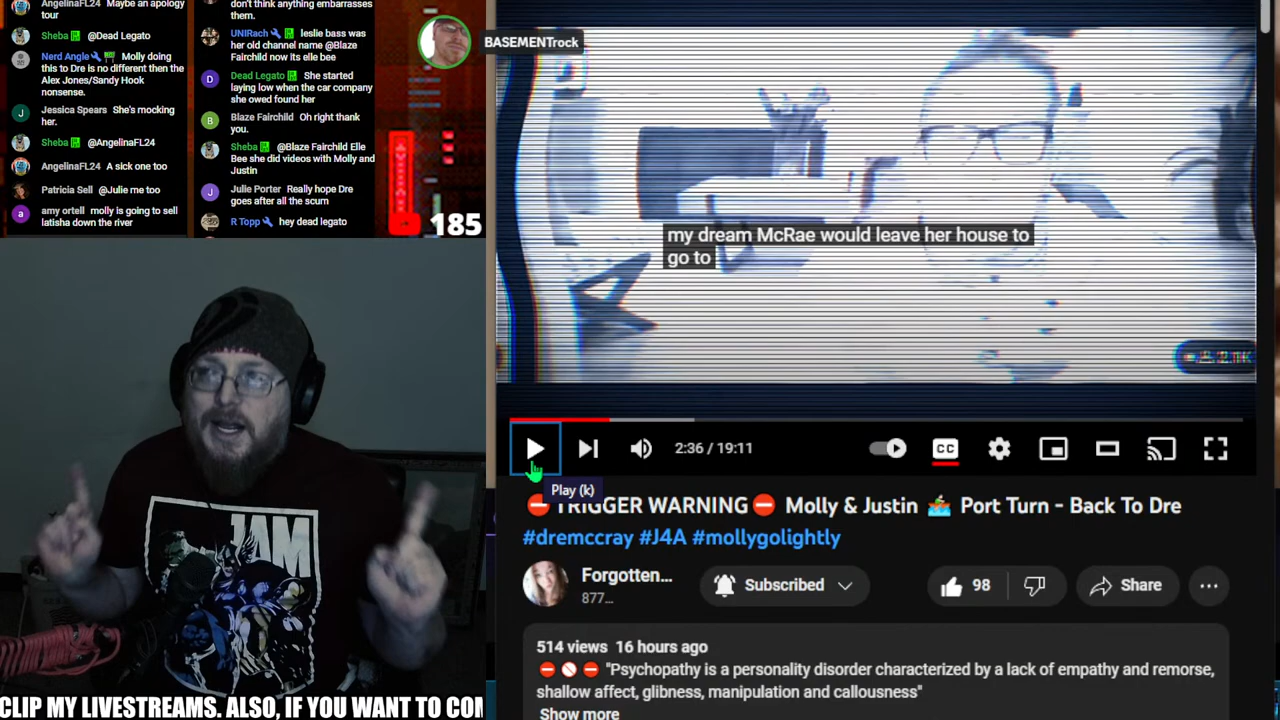 AngelinaFL24 Maybe an apology
tour
Sheba @Dead Legato
Nerd Angle Molly doing
this to Dre is no different then the
Alex Jones/Sandy Hook
nonsense.
J Jessica Spears She's mocking
her.
Sheba @AngelinaFL24
AngelinaFL24 A sick one too
Patricia Sell @Julie me too
a amy ortell molly is going to sell
latisha down the river
don't think anything embarrasses
them.
UNIRach leslie bass was
her old channel name @Blaze
Fairchild now its elle bee
D Dead Legato She started
laying low when the car company
she owed found her
B Blaze Fairchild Oh right thank
you.
Sheba @Blaze Fairchild Elle
Bee she did videos with Molly and
Justin
J Julie Porter Really hope Dre
goes after all the scum
R Topp hey dead legato
185
BASEMENTrock
my dream McRae would leave her house to
go to
2:36 / 19:11
CC
Play (k)
⛔ TRIGGER WARNING ⛔ Molly & Justin 🚣 Port Turn - Back To Dre
#dremccray #J4A #mollygolightly
Forgotten...
877...
Subscribed
98
Share
514 views 16 hours ago
⛔ 🚫 ⛔ "Psychopathy is a personality disorder characterized by a lack of empathy and remorse,
shallow affect, glibness, manipulation and callousness"
Show more
JAM
CLIP MY LIVESTREAMS. ALSO, IF YOU WANT TO CON